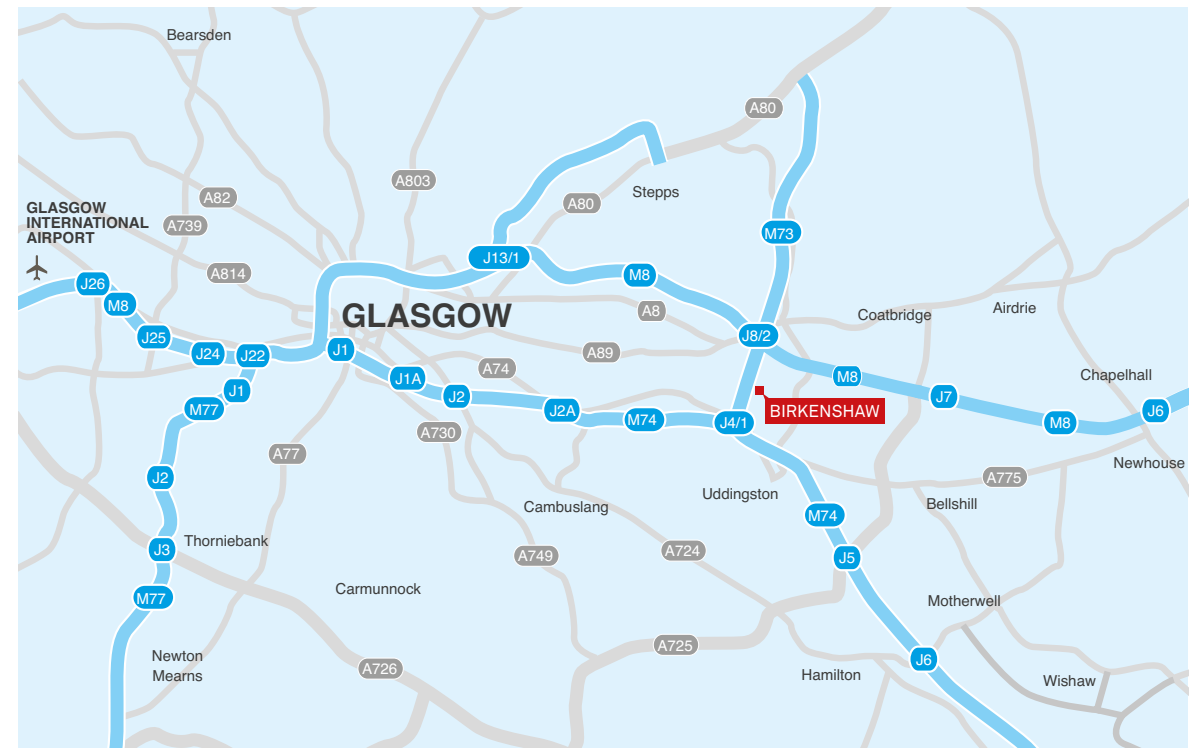 Bearsden
A80
A803
Stepps
A82
A80
GLASGOW
INTERNATIONAL
AIRPORT
A739
M73
J13/1
A814
M8
J26
M8
A8
Airdrie
Coatbridge
GLASGOW
J25
J8/2
J24
J22
J1
A89
A74
Chapelhall
J1A
M8
J1
J2
J7
M77
J2A
BIRKENSHAW
J6
M74
J4/1
M8
A730
A77
Newhouse
J2
A775
Uddingston
Bellshill
Cambuslang
M74
Thorniebank
J3
A749
A724
J5
Carmunnock
M77
Motherwell
A725
Newton
Mearns
A726
J6
Hamilton
Wishaw